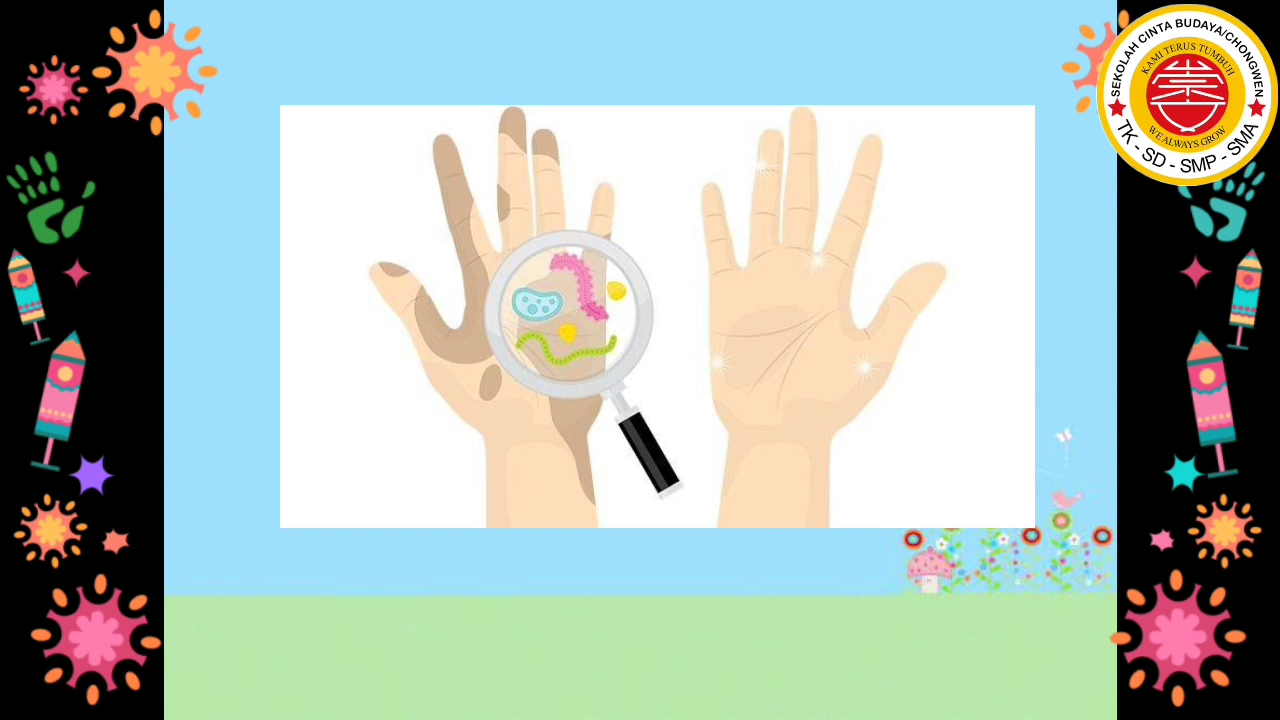 SEKOLAH CINTA BUDAYA/CHONGWEN
KAMI TERUS TUMBUH
WE ALWAYS GROW
TK - SD - SMP - SMA